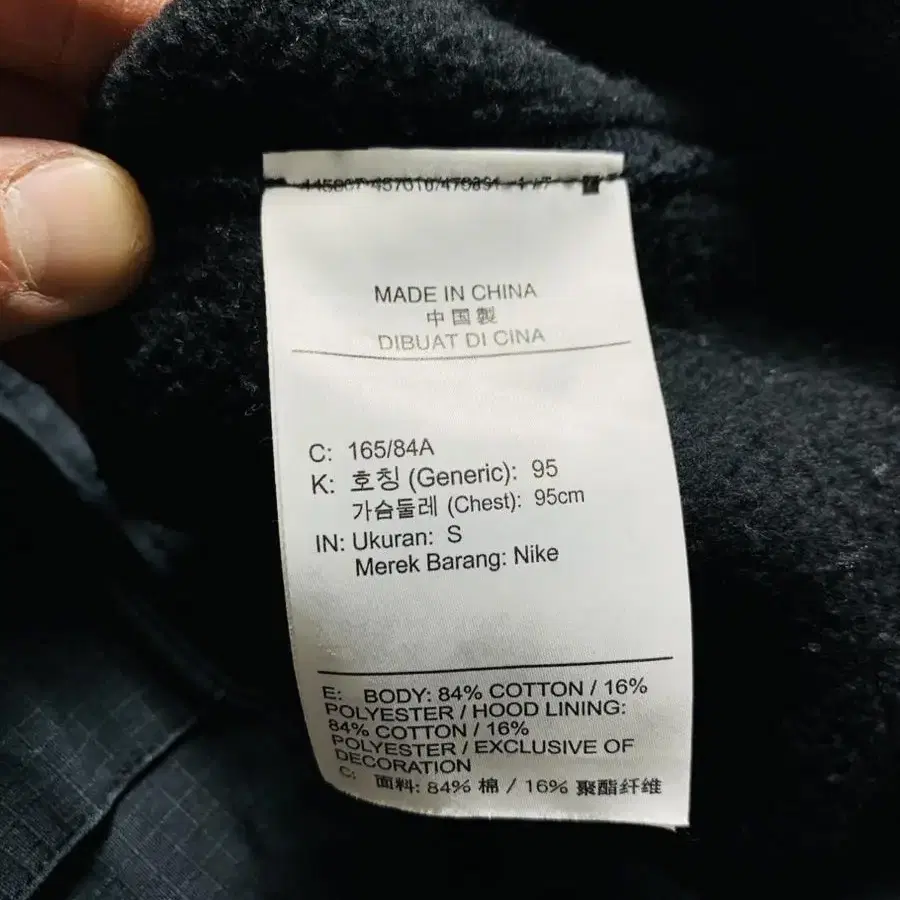 MADE IN CHINA
中国製
DIBUAT DI CINA
C: 165/84A
K: 호칭 (Generic): 95
가슴둘레 (Chest): 95cm
IN: Ukuran: S
Merek Barang: Nike
E: BODY: 84% COTTON / 16%
POLYESTER / HOOD LINING:
84% COTTON / 16%
POLYESTER / EXCLUSIVE OF
DECORATION
C: 面料: 84% 棉 / 16% 聚酯纤维